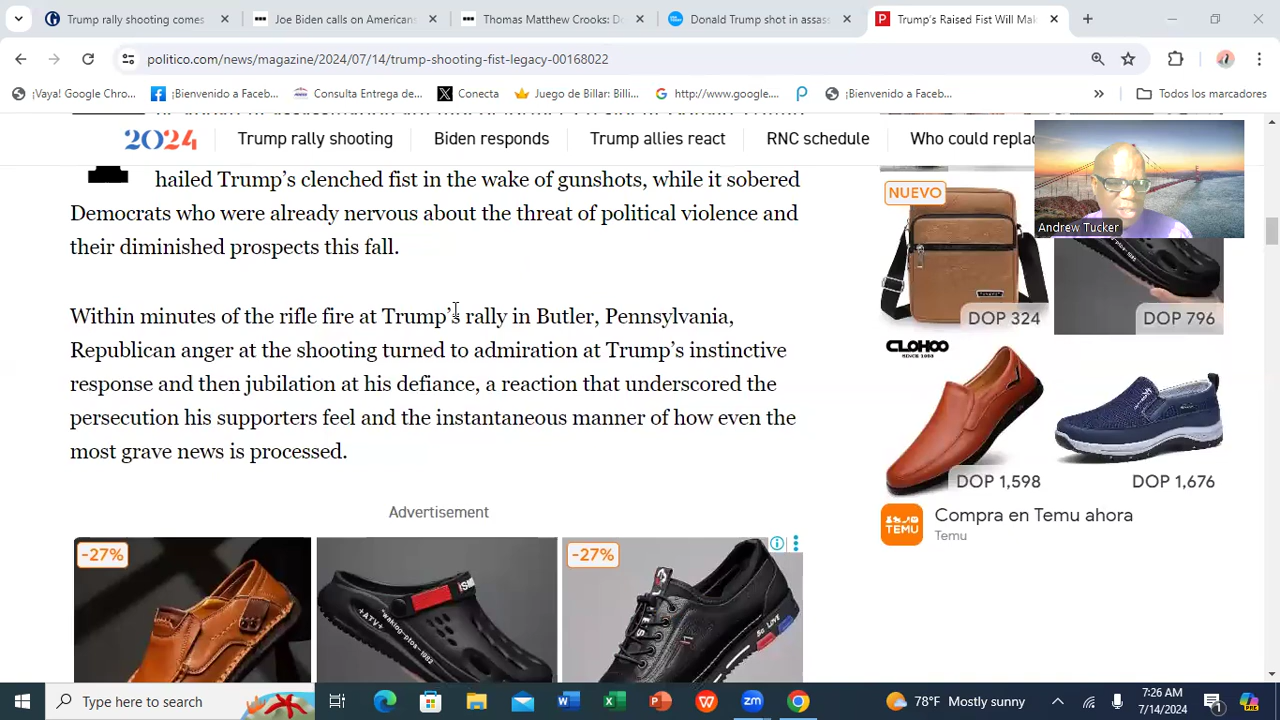 Trump rally shooting upnes
Joe Biden calls on Americans
Thomas Matthew Crooks: D
Donald Trump shot in assas
Trump's Raised Fist Will Mak
politico.com/news/magazine/2024/07/14/trump-shooting-fist-legacy-00168022
¡Vaya! Google Chro...
¡Bienvenido a Faceb...
Consulta Entrega de...
Conecta
Juego de Billar: Billi...
http://www.google....
¡Bienvenido a Faceb...
Todos los marcadores
2024
Trump rally shooting
Biden responds
Trump allies react
RNC schedule
Who could repla
haired Trump's clenched fist in the wake of gunshots, while it sobered
Democrats who were already nervous about the threat of political violence and
their diminished prospects this fall.
Within minutes of the rifle fire at Trump's rally in Butler, Pennsylvania,
Republican anger at the shooting turned to admiration at Trump's instinctive
response and then jubilation at his defiance, a reaction that underscored the
persecution his supporters feel and the instantaneous manner of how even the
most grave news is processed.
Advertisement
-27%
-27%
NUEVO
Andrew Tucker
DOP 324
DOP 796
CLOHOO
SINCE 1983
DOP 1,598
DOP 1,676
TEMU
Compra en Temu ahora
Temu
Type here to search
78°F Mostly sunny
7:26 AM
7/14/2024